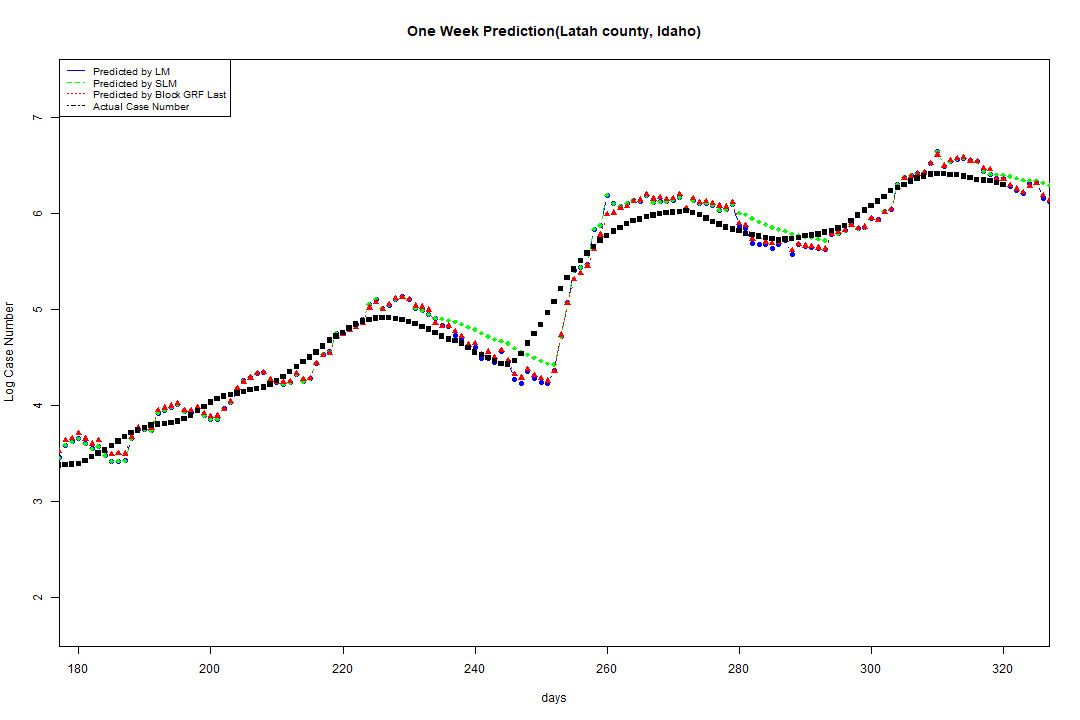 One Week Prediction(Latah county, Idaho)
Predicted by LM
Predicted by SLM
Predicted by Block GRF Last
Actual Case Number
7
6
5
4
3
2
Log Case Number
180 200 220 240 260 280 300 320
days